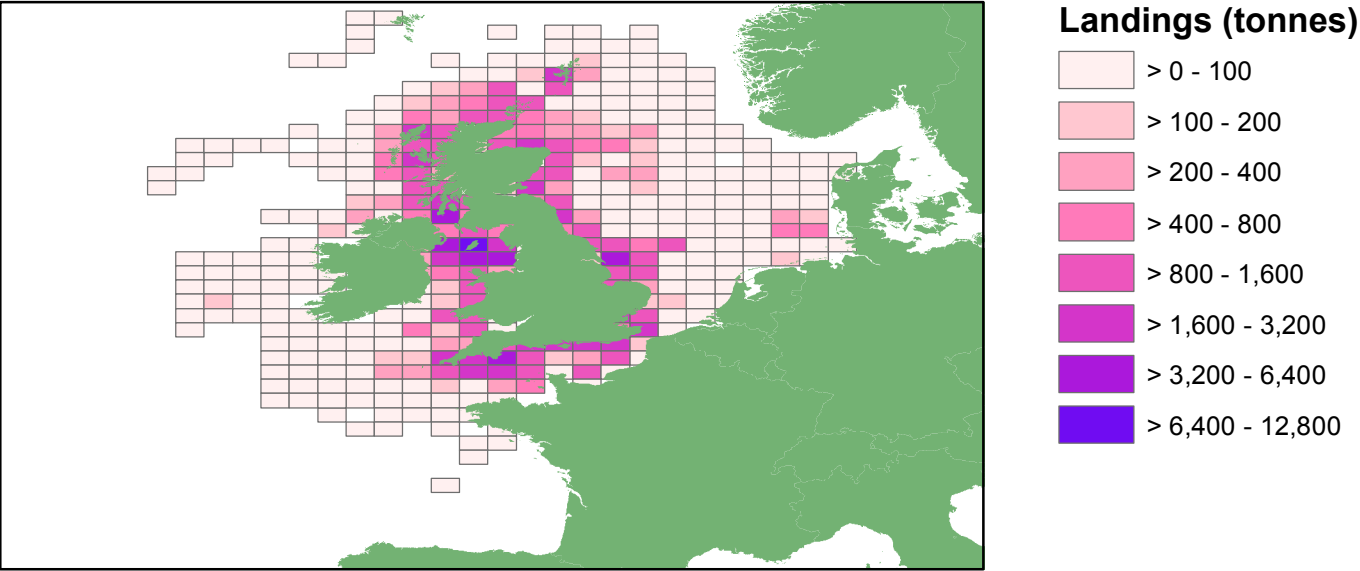 Landings (tonnes)
> 0 - 100
> 100 - 200
> 200 - 400
> 400 - 800
> 800 - 1,600
> 1,600 - 3,200
> 3,200 - 6,400
> 6,400 - 12,800